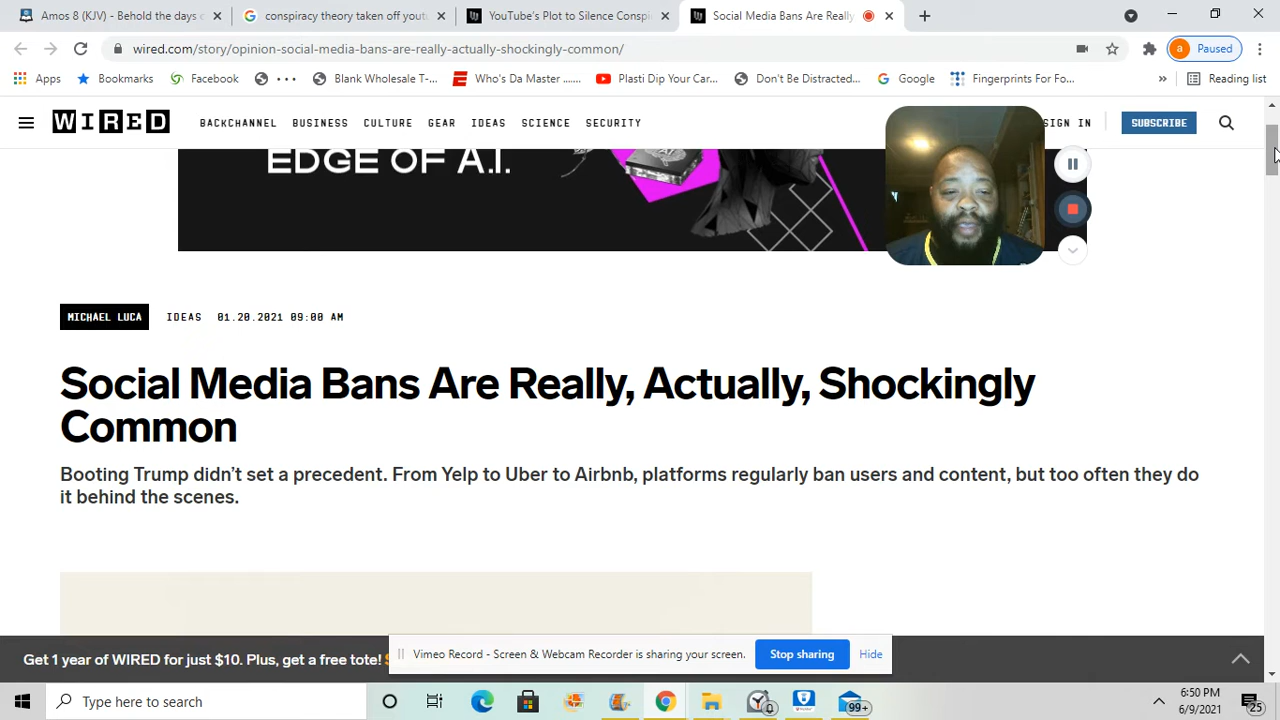 Amos 8 (KJV) - Behold the days
conspiracy theory taken off you
YouTube's Plot to Silence Conspi
Social Media Bans Are Really
wired.com/story/opinion-social-media-bans-are-really-actually-shockingly-common/
a Paused
Apps Bookmarks Facebook ... Blank Wholesale T-... Who's Da Master ....... Plasti Dip Your Car... Don't Be Distracted... Google Fingerprints For Fo... » Reading list
WIRED BACKCHANNEL BUSINESS CULTURE GEAR IDEAS SCIENCE SECURITY SIGN IN SUBSCRIBE
EDGE OF A.I.
MICHAEL LUCA IDEAS 01.20.2021 09:00 AM
Social Media Bans Are Really, Actually, Shockingly
Common
Booting Trump didn't set a precedent. From Yelp to Uber to Airbnb, platforms regularly ban users and content, but too often they do
it behind the scenes.
Get 1 year of WIRED for just $10. Plus, get a free tote!
Vimeo Record - Screen & Webcam Recorder is sharing your screen. Stop sharing Hide
Type here to search
0
99+
6:50 PM
6/9/2021
25